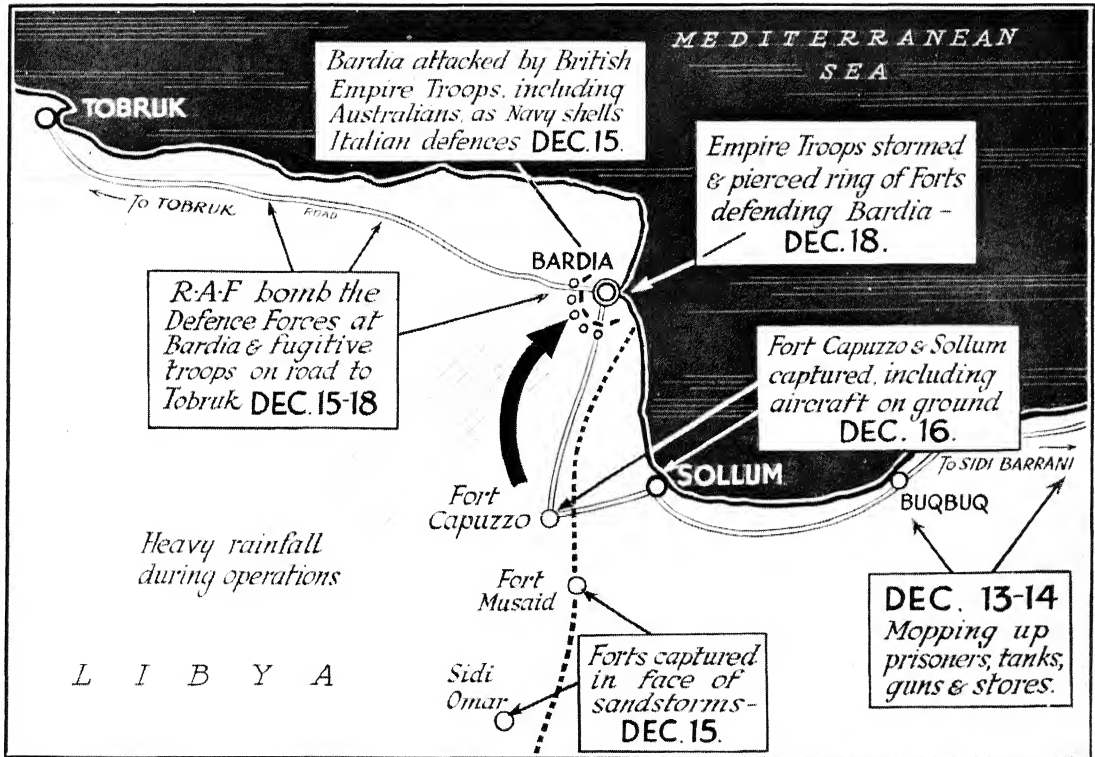 MEDITERRANEAN
SEA
Bardia attacked by British
Empire Troops, including
Australians, as Navy shells
Italian defences DEC. 15.
TOBRUK
Empire Troops stormed
& pierced ring of Forts
defending Bardia –
DEC. 18.
To TOBRUK
ROAD
BARDIA
R·A·F bomb the
Defence Forces at
Bardia & fugitive
troops on road to
Tobruk DEC. 15-18
Fort Capuzzo & Sollum
captured, including
aircraft on ground
DEC. 16.
To SIDI BARRANI
SOLLUM
BUQBUQ
Fort
Capuzzo
Heavy rainfall
during operations
Fort
Musaid
DEC. 13-14
Mopping up
prisoners, tanks,
guns & stores.
LIBYA
Sidi
Omar
Forts captured
in face of
sandstorms–
DEC. 15.